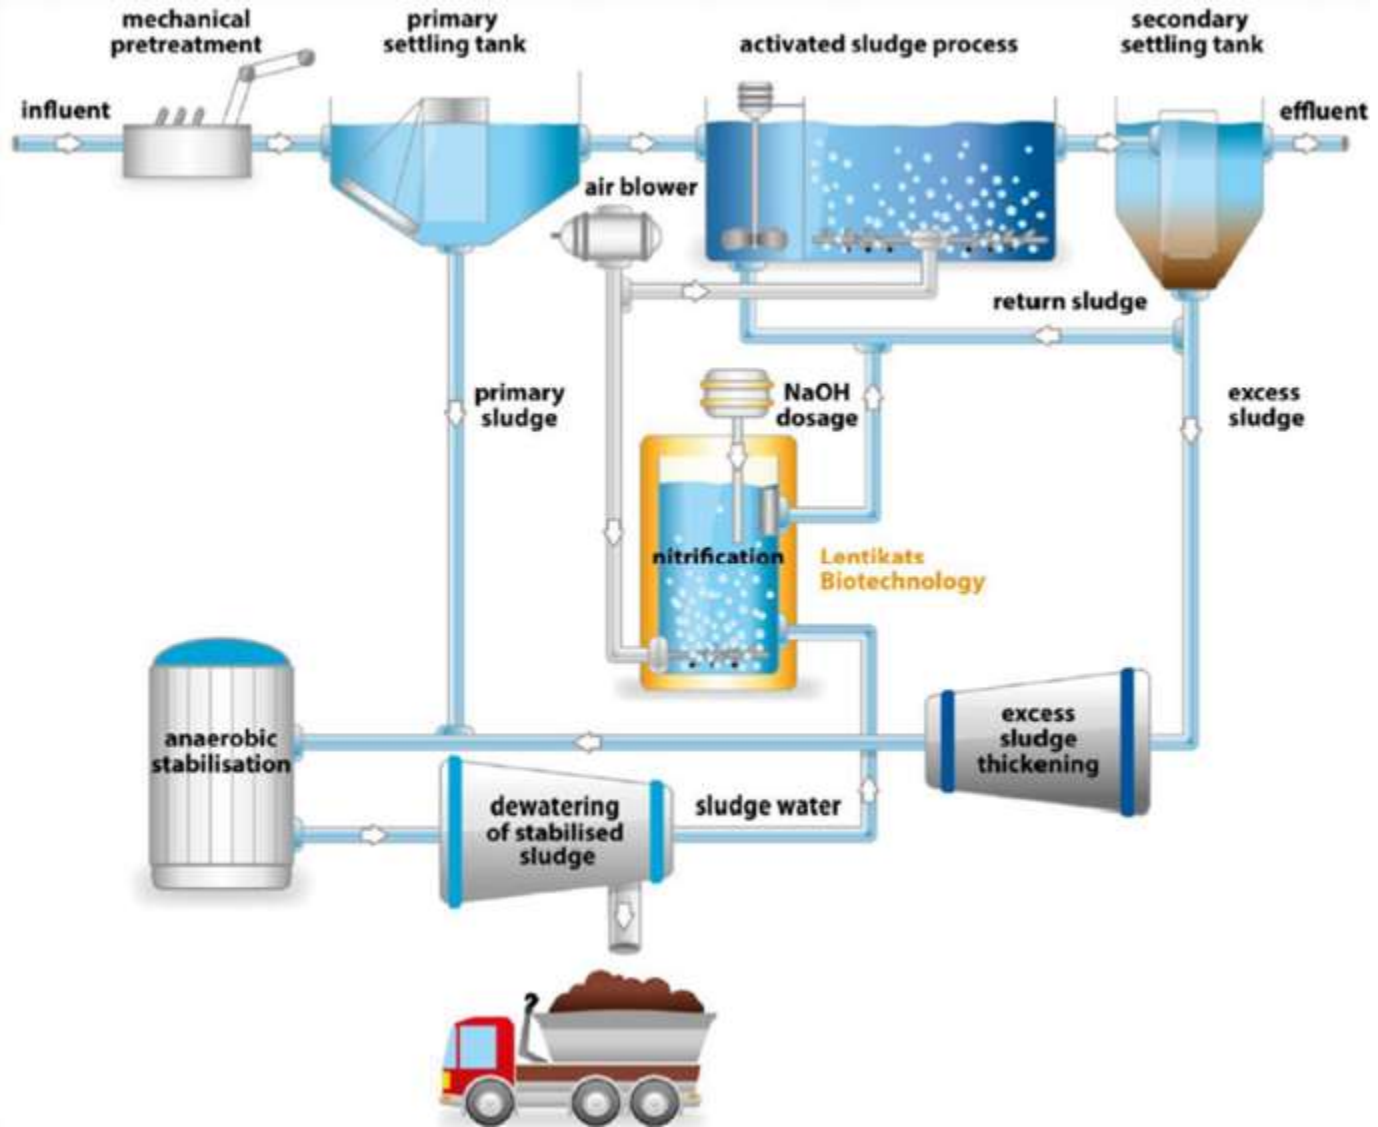 mechanical
pretreatment
primary
settling tank
activated sludge process
secondary
settling tank
influent
effluent
air blower
return sludge
primary
sludge
NaOH
dosage
excess
sludge
nitrification
Lentikats
Biotechnology
anaerobic
stabilisation
excess
sludge
thickening
dewatering
of stabilised
sludge
sludge water